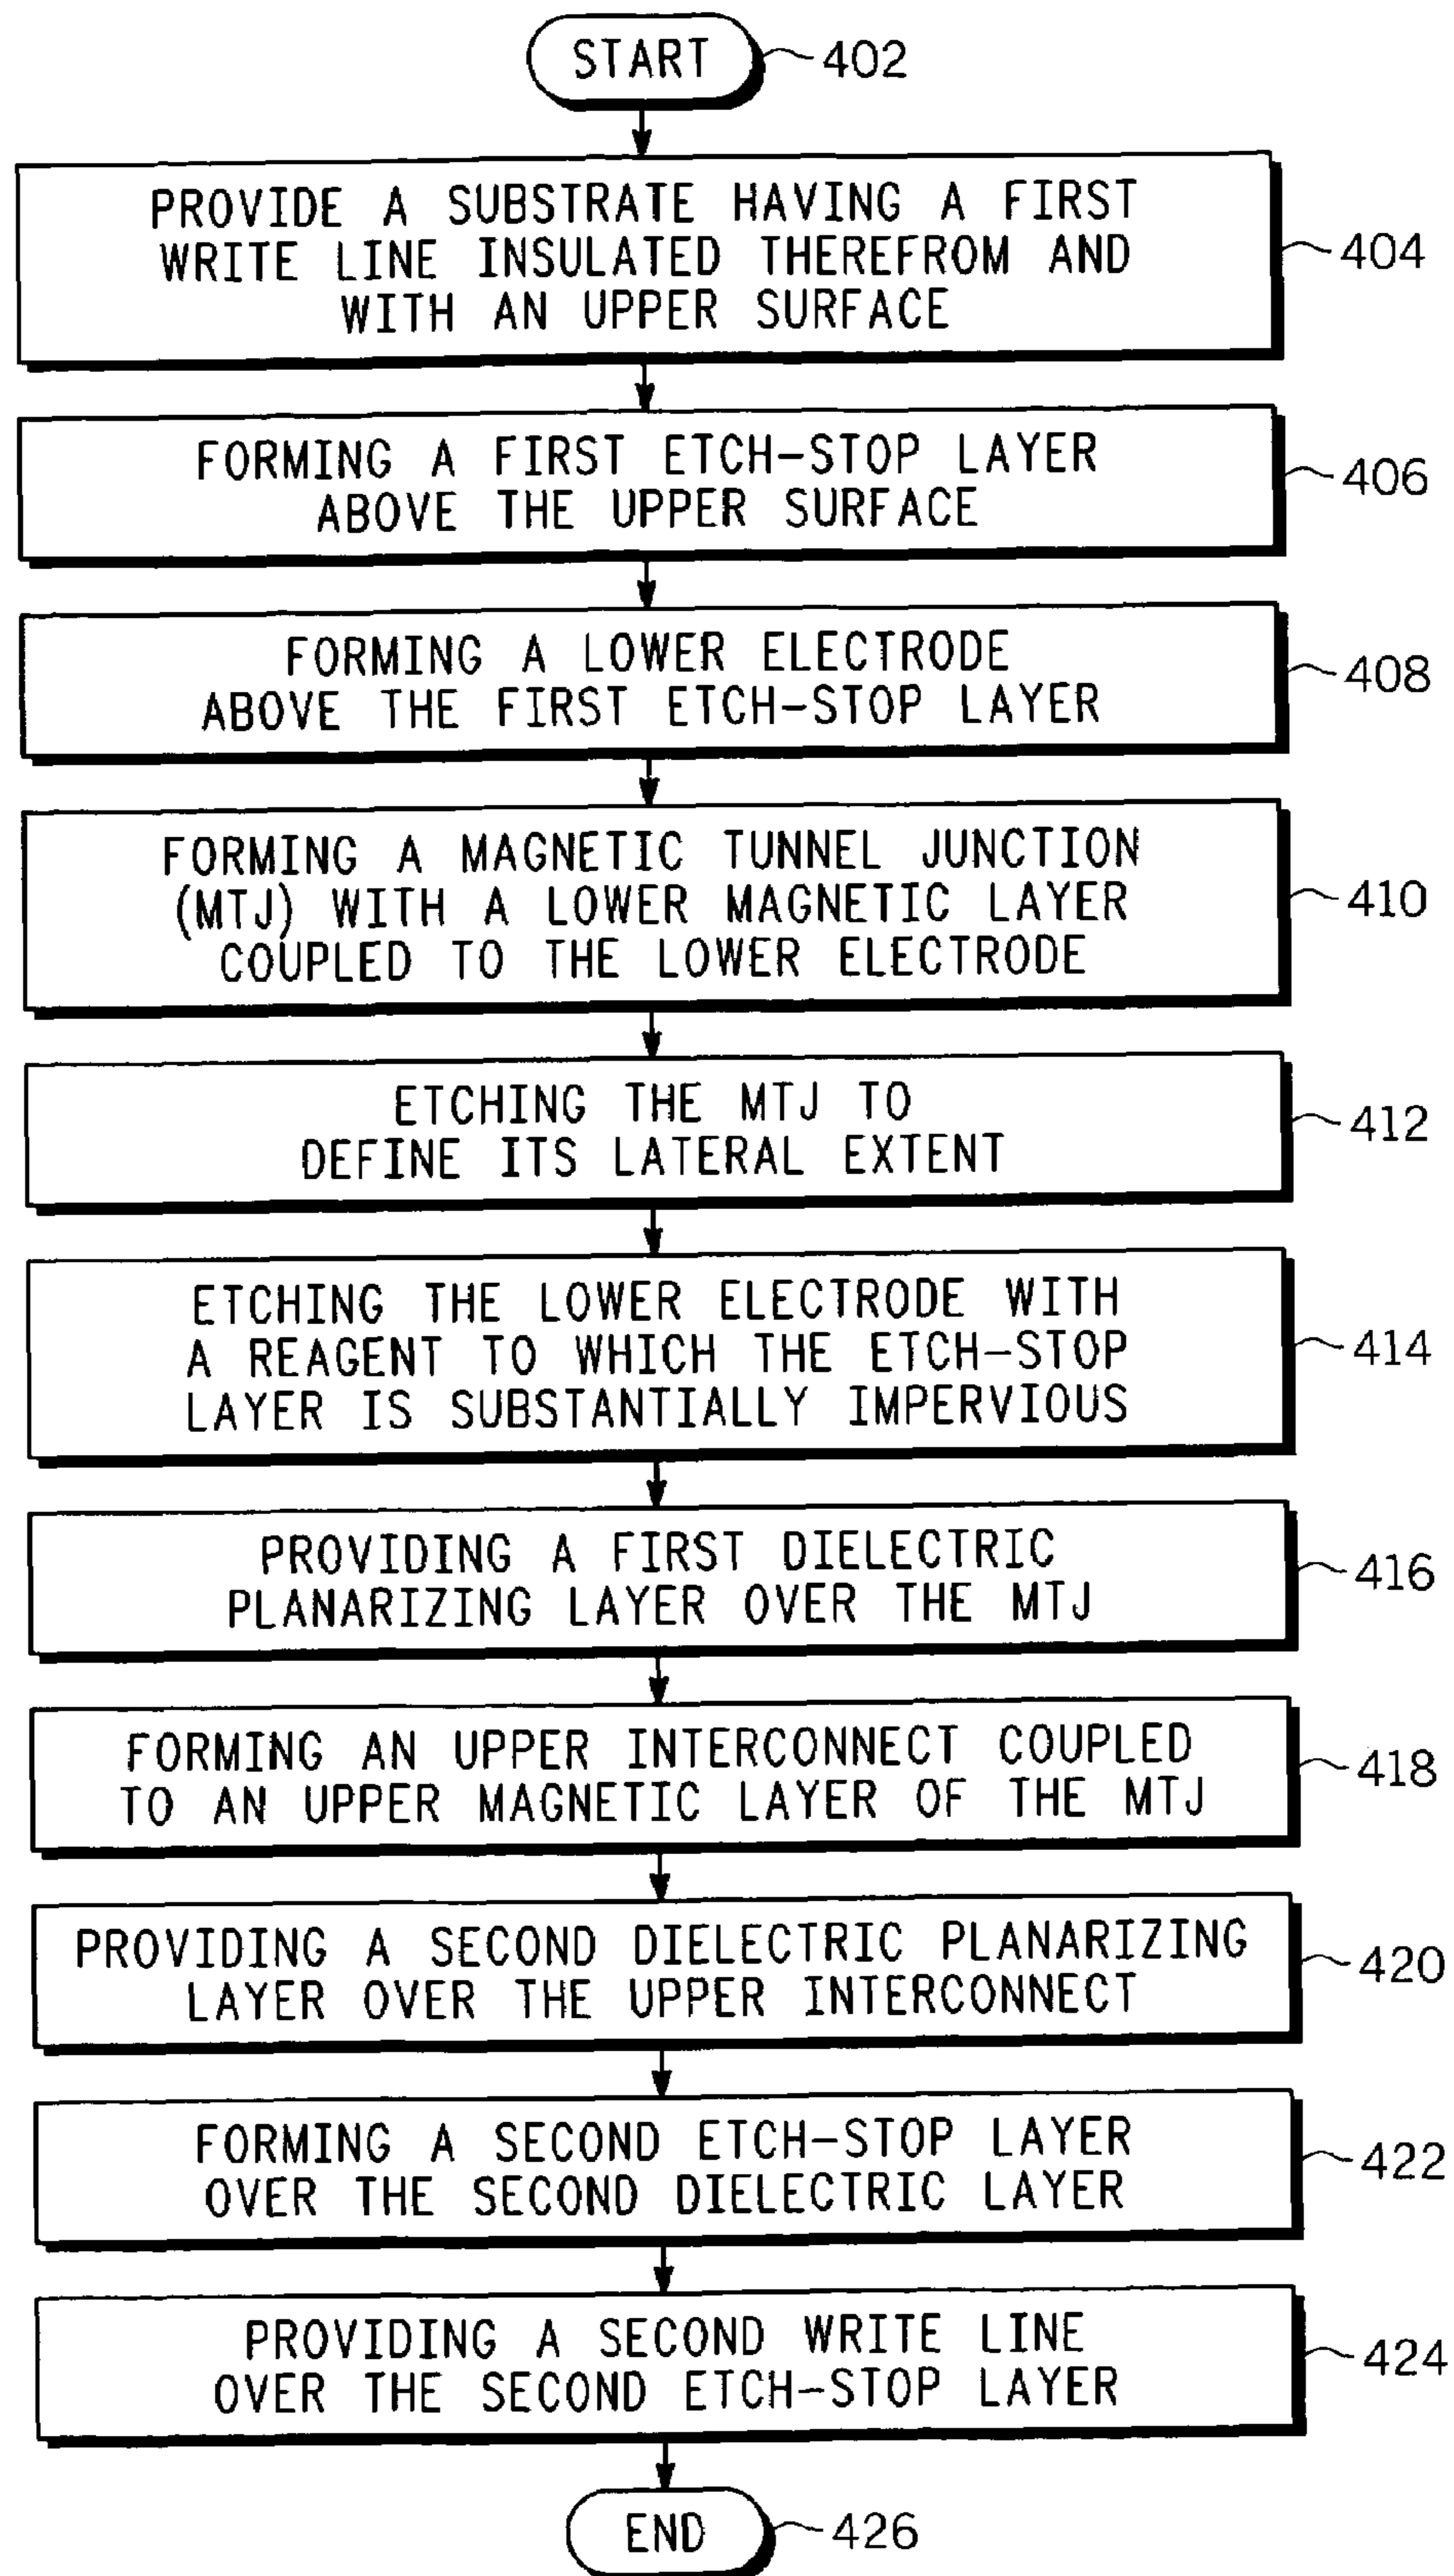 START
402
PROVIDE A SUBSTRATE HAVING A FIRST
WRITE LINE INSULATED THEREFROM AND
WITH AN UPPER SURFACE
404
FORMING A FIRST ETCH-STOP LAYER
ABOVE THE UPPER SURFACE
406
FORMING A LOWER ELECTRODE
ABOVE THE FIRST ETCH-STOP LAYER
408
FORMING A MAGNETIC TUNNEL JUNCTION
(MTJ) WITH A LOWER MAGNETIC LAYER
COUPLED TO THE LOWER ELECTRODE
410
ETCHING THE MTJ TO
DEFINE ITS LATERAL EXTENT
412
ETCHING THE LOWER ELECTRODE WITH
A REAGENT TO WHICH THE ETCH-STOP
LAYER IS SUBSTANTIALLY IMPERVIOUS
414
PROVIDING A FIRST DIELECTRIC
PLANARIZING LAYER OVER THE MTJ
416
FORMING AN UPPER INTERCONNECT COUPLED
TO AN UPPER MAGNETIC LAYER OF THE MTJ
418
PROVIDING A SECOND DIELECTRIC PLANARIZING
LAYER OVER THE UPPER INTERCONNECT
420
FORMING A SECOND ETCH-STOP LAYER
OVER THE SECOND DIELECTRIC LAYER
422
PROVIDING A SECOND WRITE LINE
OVER THE SECOND ETCH-STOP LAYER
424
END
426